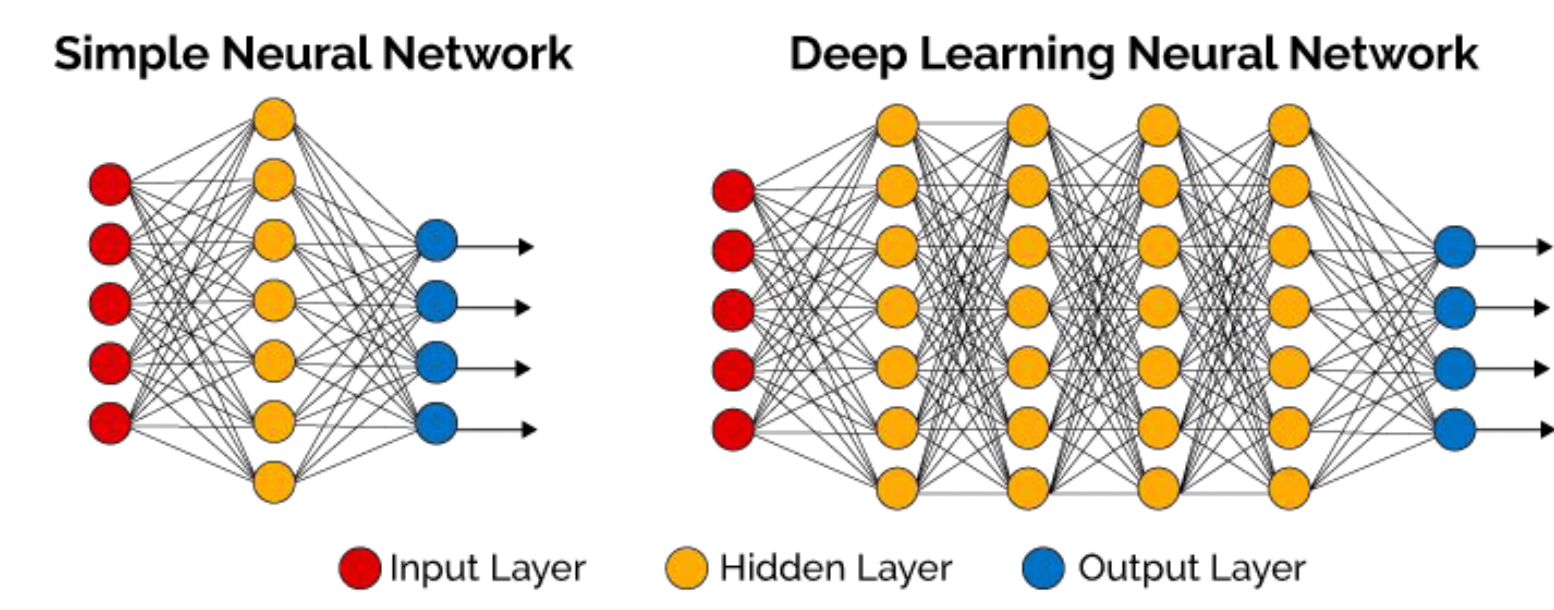 Simple Neural Network
Deep Learning Neural Network
Input Layer
Hidden Layer
Output Layer